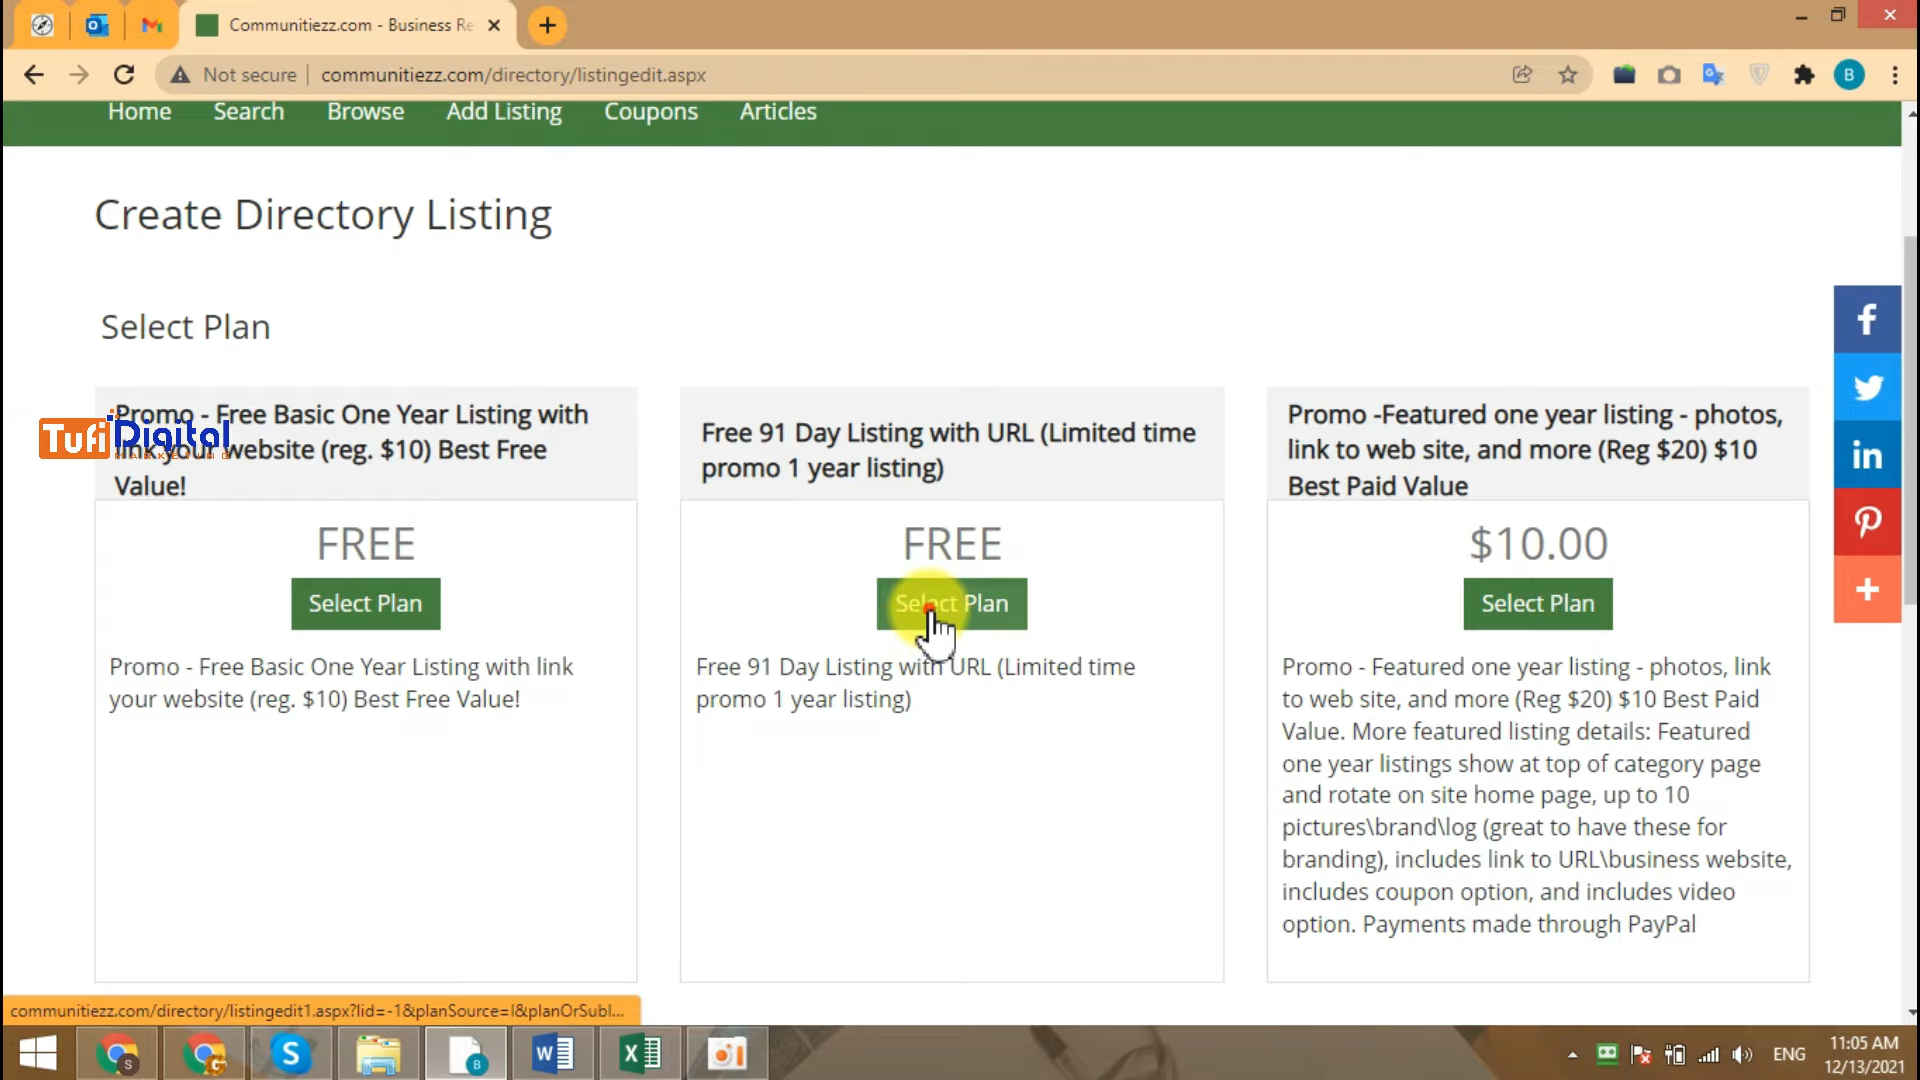 Communitiezz.com - Business Re
Not secure
communitiezz.com/directory/listingedit.aspx
B
Home
Search
Browse
Add Listing
Coupons
Articles
Create Directory Listing
Select Plan
Promo - Free Basic One Year Listing with
link your website (reg. $10) Best Free
Value!
Tufi Digital
MARKETING
FREE
Select Plan
Promo - Free Basic One Year Listing with link
your website (reg. $10) Best Free Value!
Free 91 Day Listing with URL (Limited time
promo 1 year listing)
FREE
Select Plan
Free 91 Day Listing with URL (Limited time
promo 1 year listing)
Promo -Featured one year listing - photos,
link to web site, and more (Reg $20) $10
Best Paid Value
$10.00
Select Plan
Promo - Featured one year listing - photos, link
to web site, and more (Reg $20) $10 Best Paid
Value. More featured listing details: Featured
one year listings show at top of category page
and rotate on site home page, up to 10
pictures\brand\log (great to have these for
branding), includes link to URL\business website,
includes coupon option, and includes video
option. Payments made through PayPal
communitiezz.com/directory/listingedit1.aspx?lid=-1&planSource=l&planOrSubl...
ENG
11:05 AM
12/13/2021